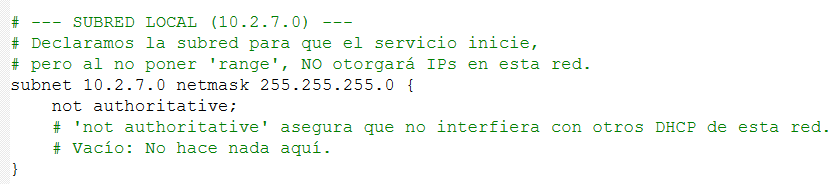 # --- SUBRED LOCAL (10.2.7.0) ---
# Declaramos la subred para que el servicio inicie,
# pero al no poner 'range', NO otorgará IPs en esta red.
subnet 10.2.7.0 netmask 255.255.255.0 {
    not authoritative;
    # 'not authoritative' asegura que no interfiera con otros DHCP de esta red.
    # Vacío: No hace nada aquí.
}